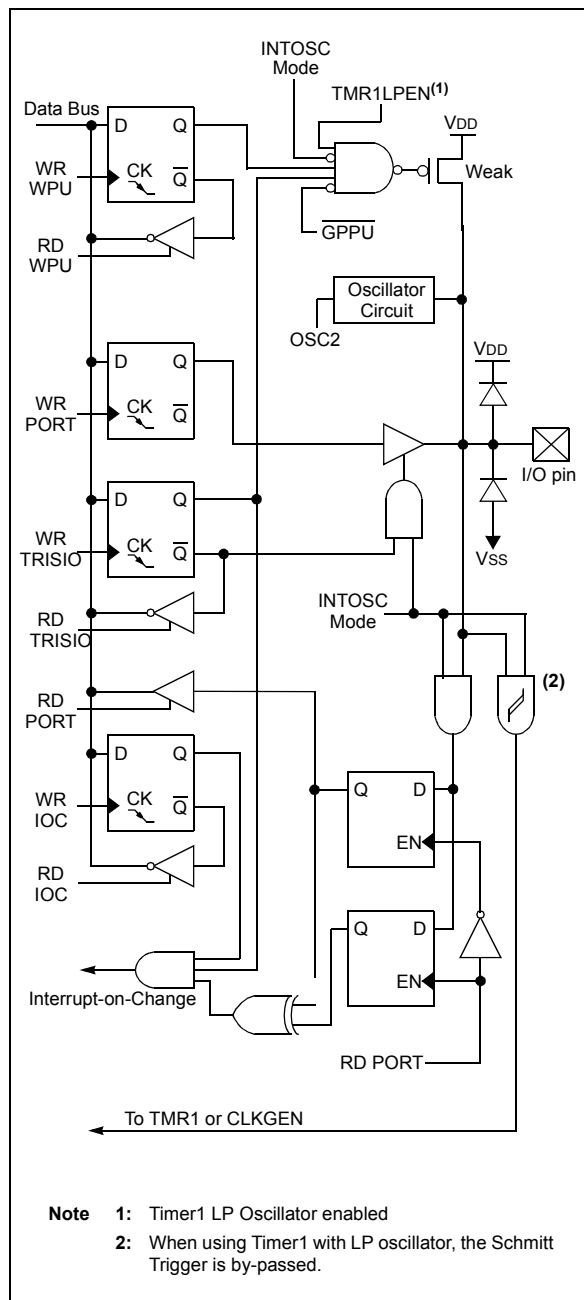 INTOSC
Mode
TMR1LPEN(1)
Data Bus
D Q
VDD
WR
WPU
CK Q
Weak
RD
WPU
GPPU
Oscillator
Circuit
OSC2
D Q
VDD
WR
PORT
CK Q
I/O pin
D Q
WR
TRISIO
CK Q
VSS
INTOSC
Mode
RD
TRISIO
(2)
RD
PORT
D Q
WR
IOC
CK Q
Q D
EN
RD
IOC
Q D
EN
Interrupt-on-Change
RD PORT
To TMR1 or CLKGEN
Note 1: Timer1 LP Oscillator enabled
2: When using Timer1 with LP oscillator, the Schmitt
Trigger is by-passed.